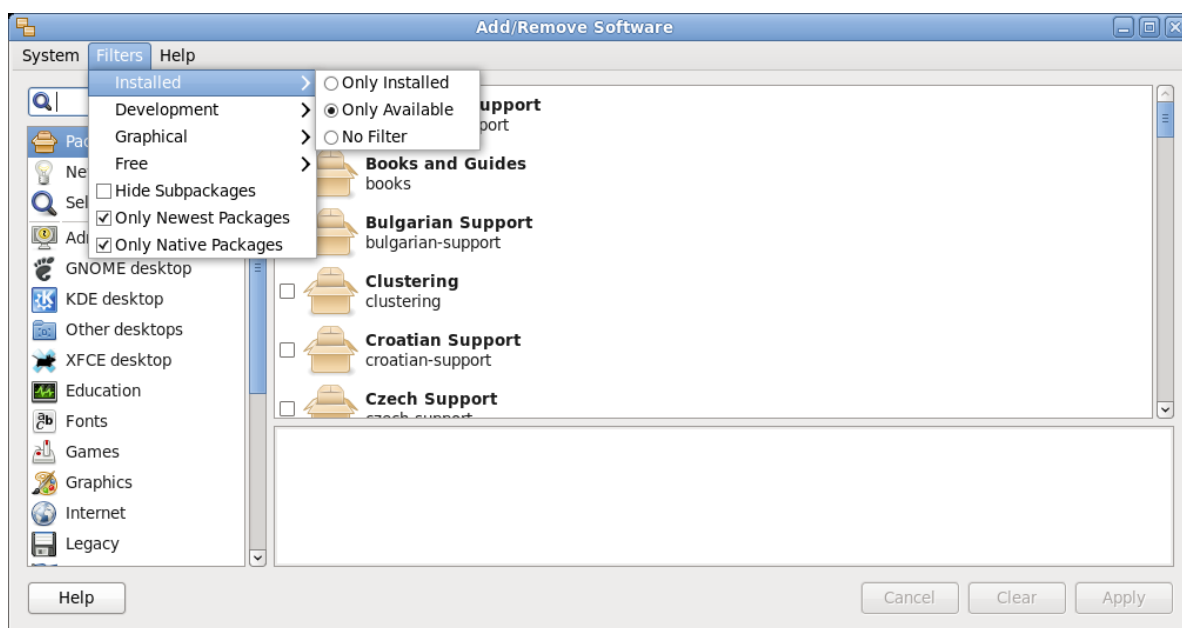 Add/Remove Software
System Filters Help
Installed
Development
Graphical
Free
Hide Subpackages
Only Newest Packages
Only Native Packages
Only Installed
Only Available
No Filter
GNOME desktop
KDE desktop
Other desktops
XFCE desktop
Education
Fonts
Games
Graphics
Internet
Legacy
upport
port
Books and Guides
books
Bulgarian Support
bulgarian-support
Clustering
clustering
Croatian Support
croatian-support
Czech Support
czech-support
Help
Cancel Clear Apply